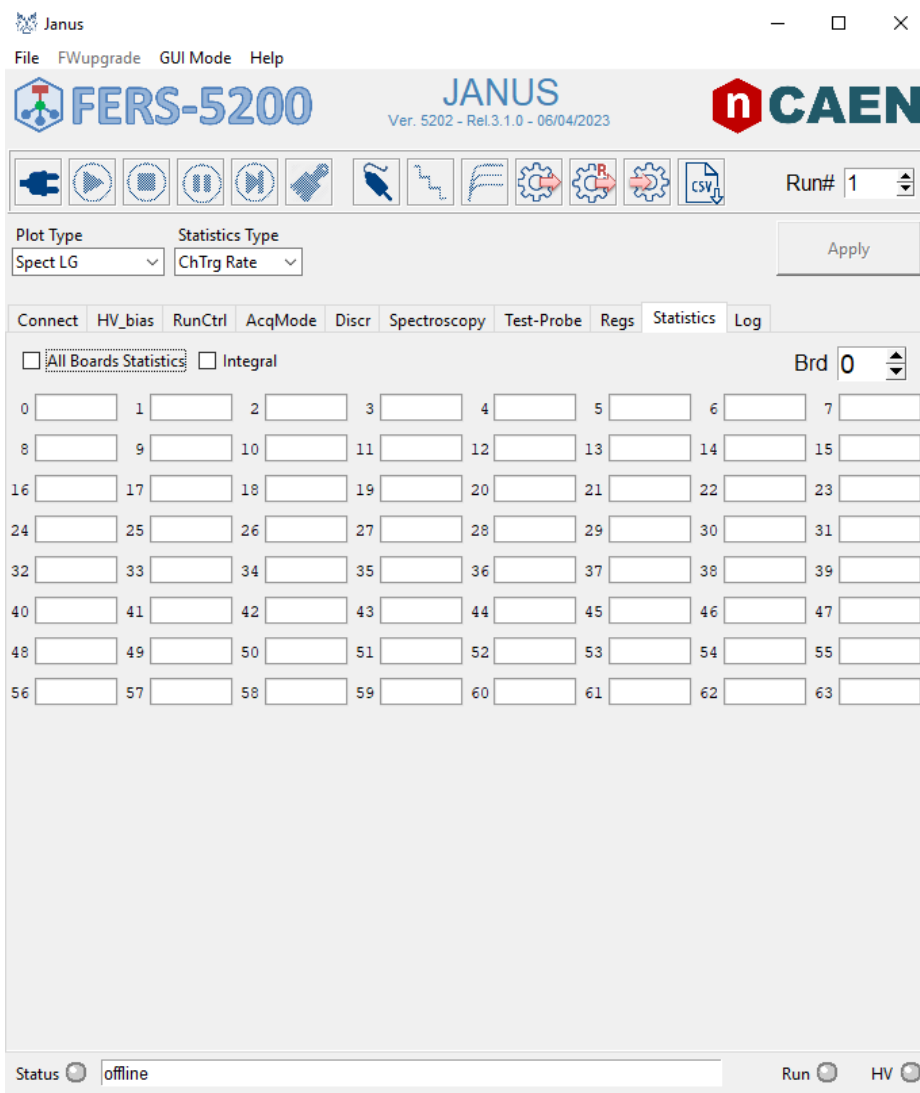 Janus
File FWupgrade GUI Mode Help
FERS-5200
JANUS
Ver. 5202 - Rel.3.1.0 - 06/04/2023
n CAEN
R
CSV
Run# 1
Plot Type Statistics Type
Spect LG ChTrg Rate
Apply
Connect HV_bias RunCtrl AcqMode Discr Spectroscopy Test-Probe Regs Statistics Log
All Boards Statistics Integral Brd 0
0 1 2 3 4 5 6 7
8 9 10 11 12 13 14 15
16 17 18 19 20 21 22 23
24 25 26 27 28 29 30 31
32 33 34 35 36 37 38 39
40 41 42 43 44 45 46 47
48 49 50 51 52 53 54 55
56 57 58 59 60 61 62 63
Status offline Run HV